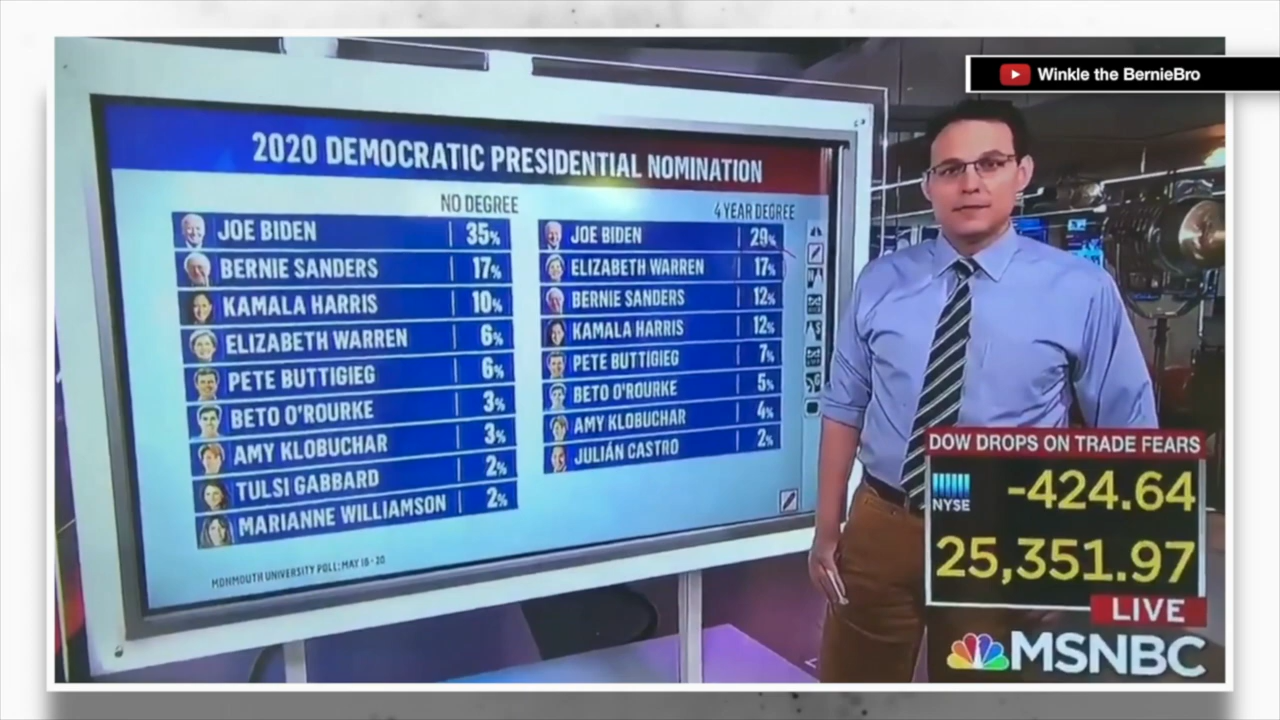 Winkle the BernieBro
2020 DEMOCRATIC PRESIDENTIAL NOMINATION
NO DEGREE
JOE BIDEN 35%
BERNIE SANDERS 17%
KAMALA HARRIS 10%
ELIZABETH WARREN 6%
PETE BUTTIGIEG 6%
BETO O'ROURKE 3%
AMY KLOBUCHAR 3%
TULSI GABBARD 2%
MARIANNE WILLIAMSON 2%
4 YEAR DEGREE
JOE BIDEN 29%
ELIZABETH WARREN 17%
BERNIE SANDERS 12%
KAMALA HARRIS 12%
PETE BUTTIGIEG 7%
BETO O'ROURKE 5%
AMY KLOBUCHAR 4%
JULIÁN CASTRO 2%
MONMOUTH UNIVERSITY POLL: MAY 16-20
DOW DROPS ON TRADE FEARS
NYSE
-424.64
25,351.97
LIVE
MSNBC